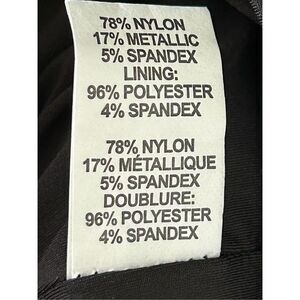 78% NYLON
17% METALLIC
5% SPANDEX
LINING:
96% POLYESTER
4% SPANDEX
78% NYLON
17% MÉTALLIQUE
5% SPANDEX
DOUBLURE:
96% POLYESTER
4% SPANDEX